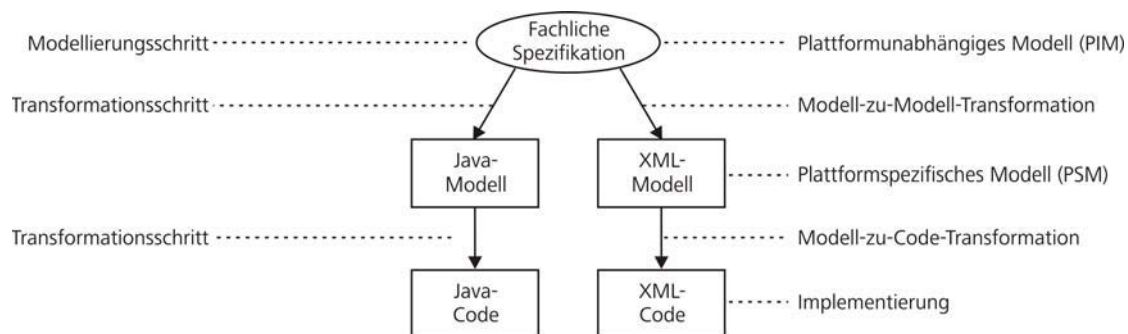 Modellierungsschritt
Fachliche
Spezifikation
Plattformunabhängiges Modell (PIM)
Transformationsschritt
Modell-zu-Modell-Transformation
Java-
Modell
XML-
Modell
Plattformspezifisches Modell (PSM)
Transformationsschritt
Modell-zu-Code-Transformation
Java-
Code
XML-
Code
Implementierung